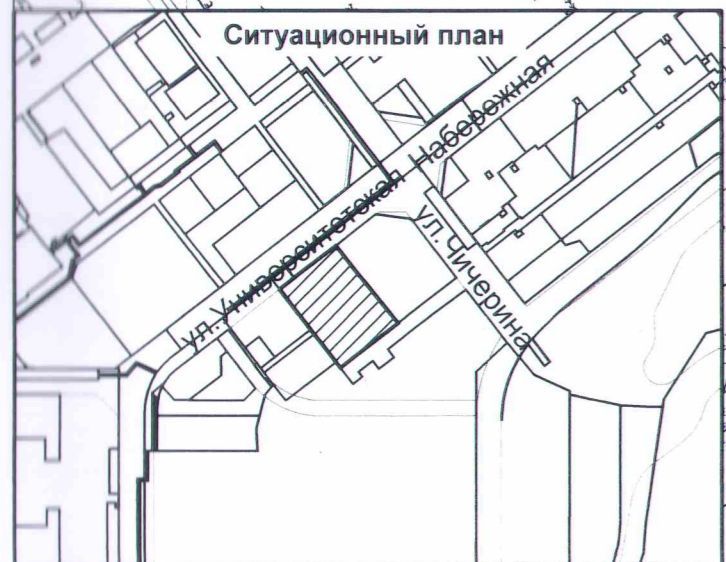 Ситуационный план
ул.Университетская Набережная
ул.Чичерина